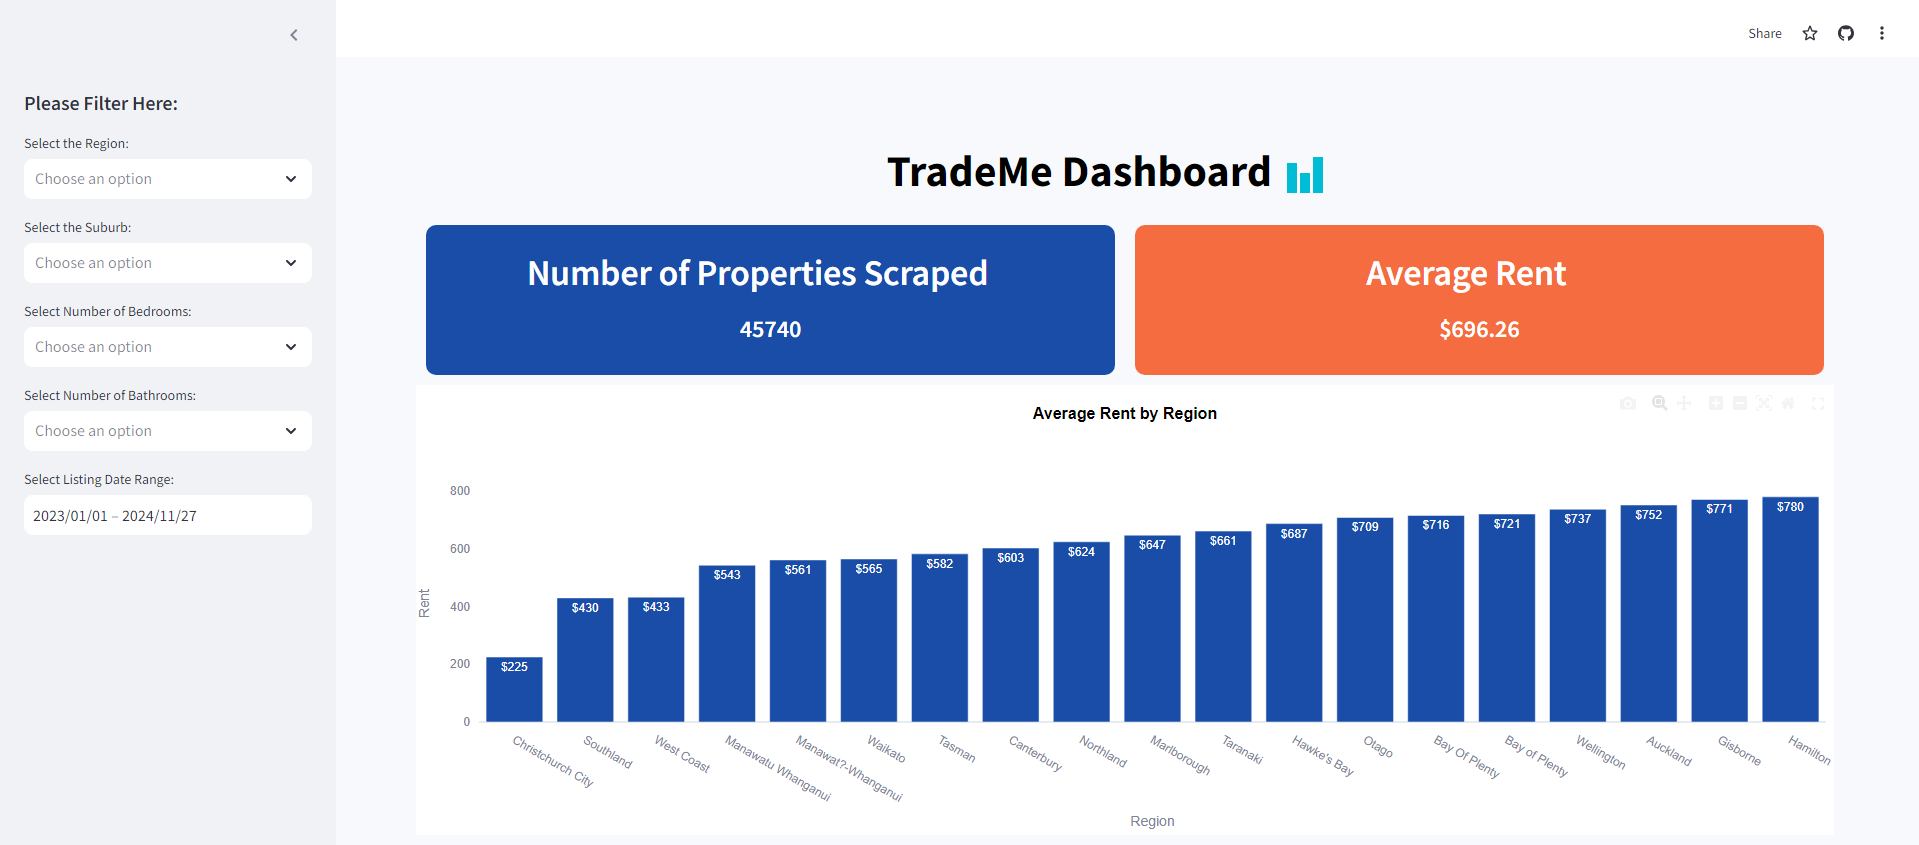 Share
Please Filter Here:
Select the Region:
Choose an option
Select the Suburb:
Choose an option
Select Number of Bedrooms:
Choose an option
Select Number of Bathrooms:
Choose an option
Select Listing Date Range:
2023/01/01 – 2024/11/27
TradeMe Dashboard
Number of Properties Scraped
45740
Average Rent
$696.26
Average Rent by Region
800
600
400
200
0
Rent
$225
$430
$433
$543
$561
$565
$582
$603
$624
$647
$661
$687
$709
$716
$721
$737
$752
$771
$780
Christchurch City
Southland
West Coast
Manawatu Whanganui
Manawat?-Whanganui
Waikato
Tasman
Canterbury
Northland
Marlborough
Taranaki
Hawke's Bay
Otago
Bay Of Plenty
Bay of Plenty
Wellington
Auckland
Gisborne
Hamilton
Region